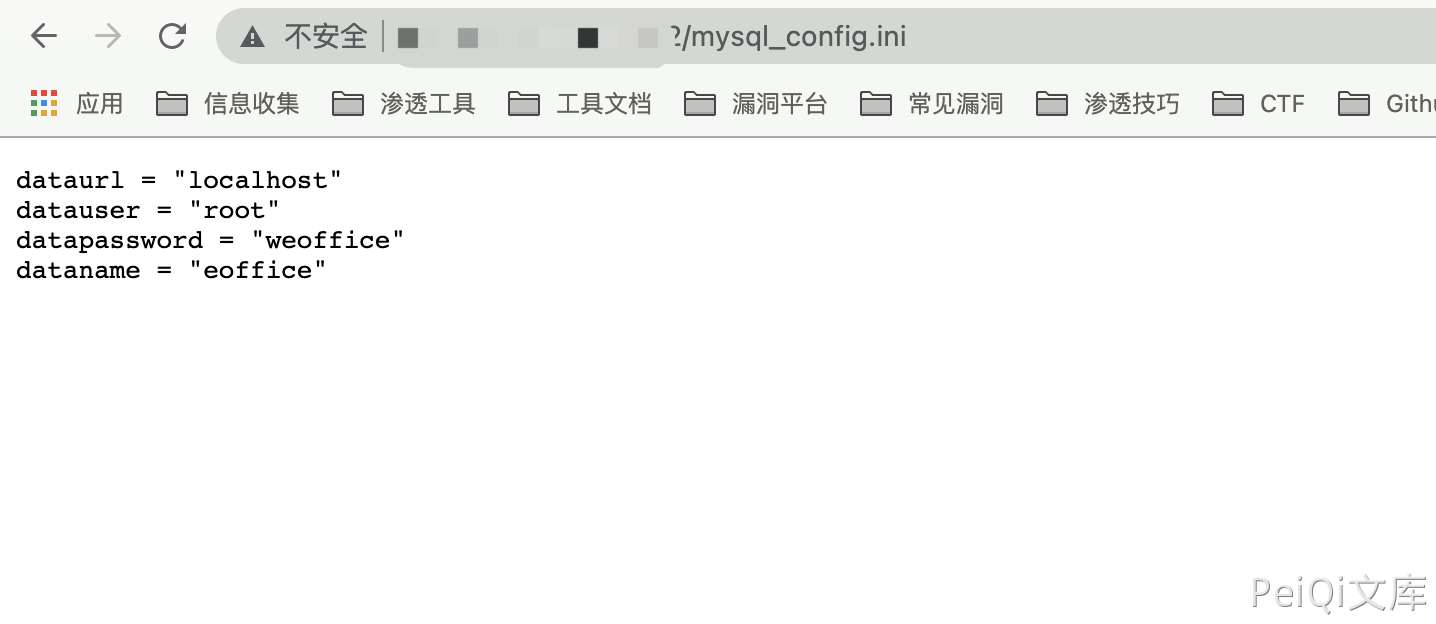 不安全 2/mysql_config.ini
应用 信息收集 渗透工具 工具文档 漏洞平台 常见漏洞 渗透技巧 CTF
dataurl = "localhost"
datauser = "root"
datapassword = "weoffice"
dataname = "eoffice"
PeiQi文库